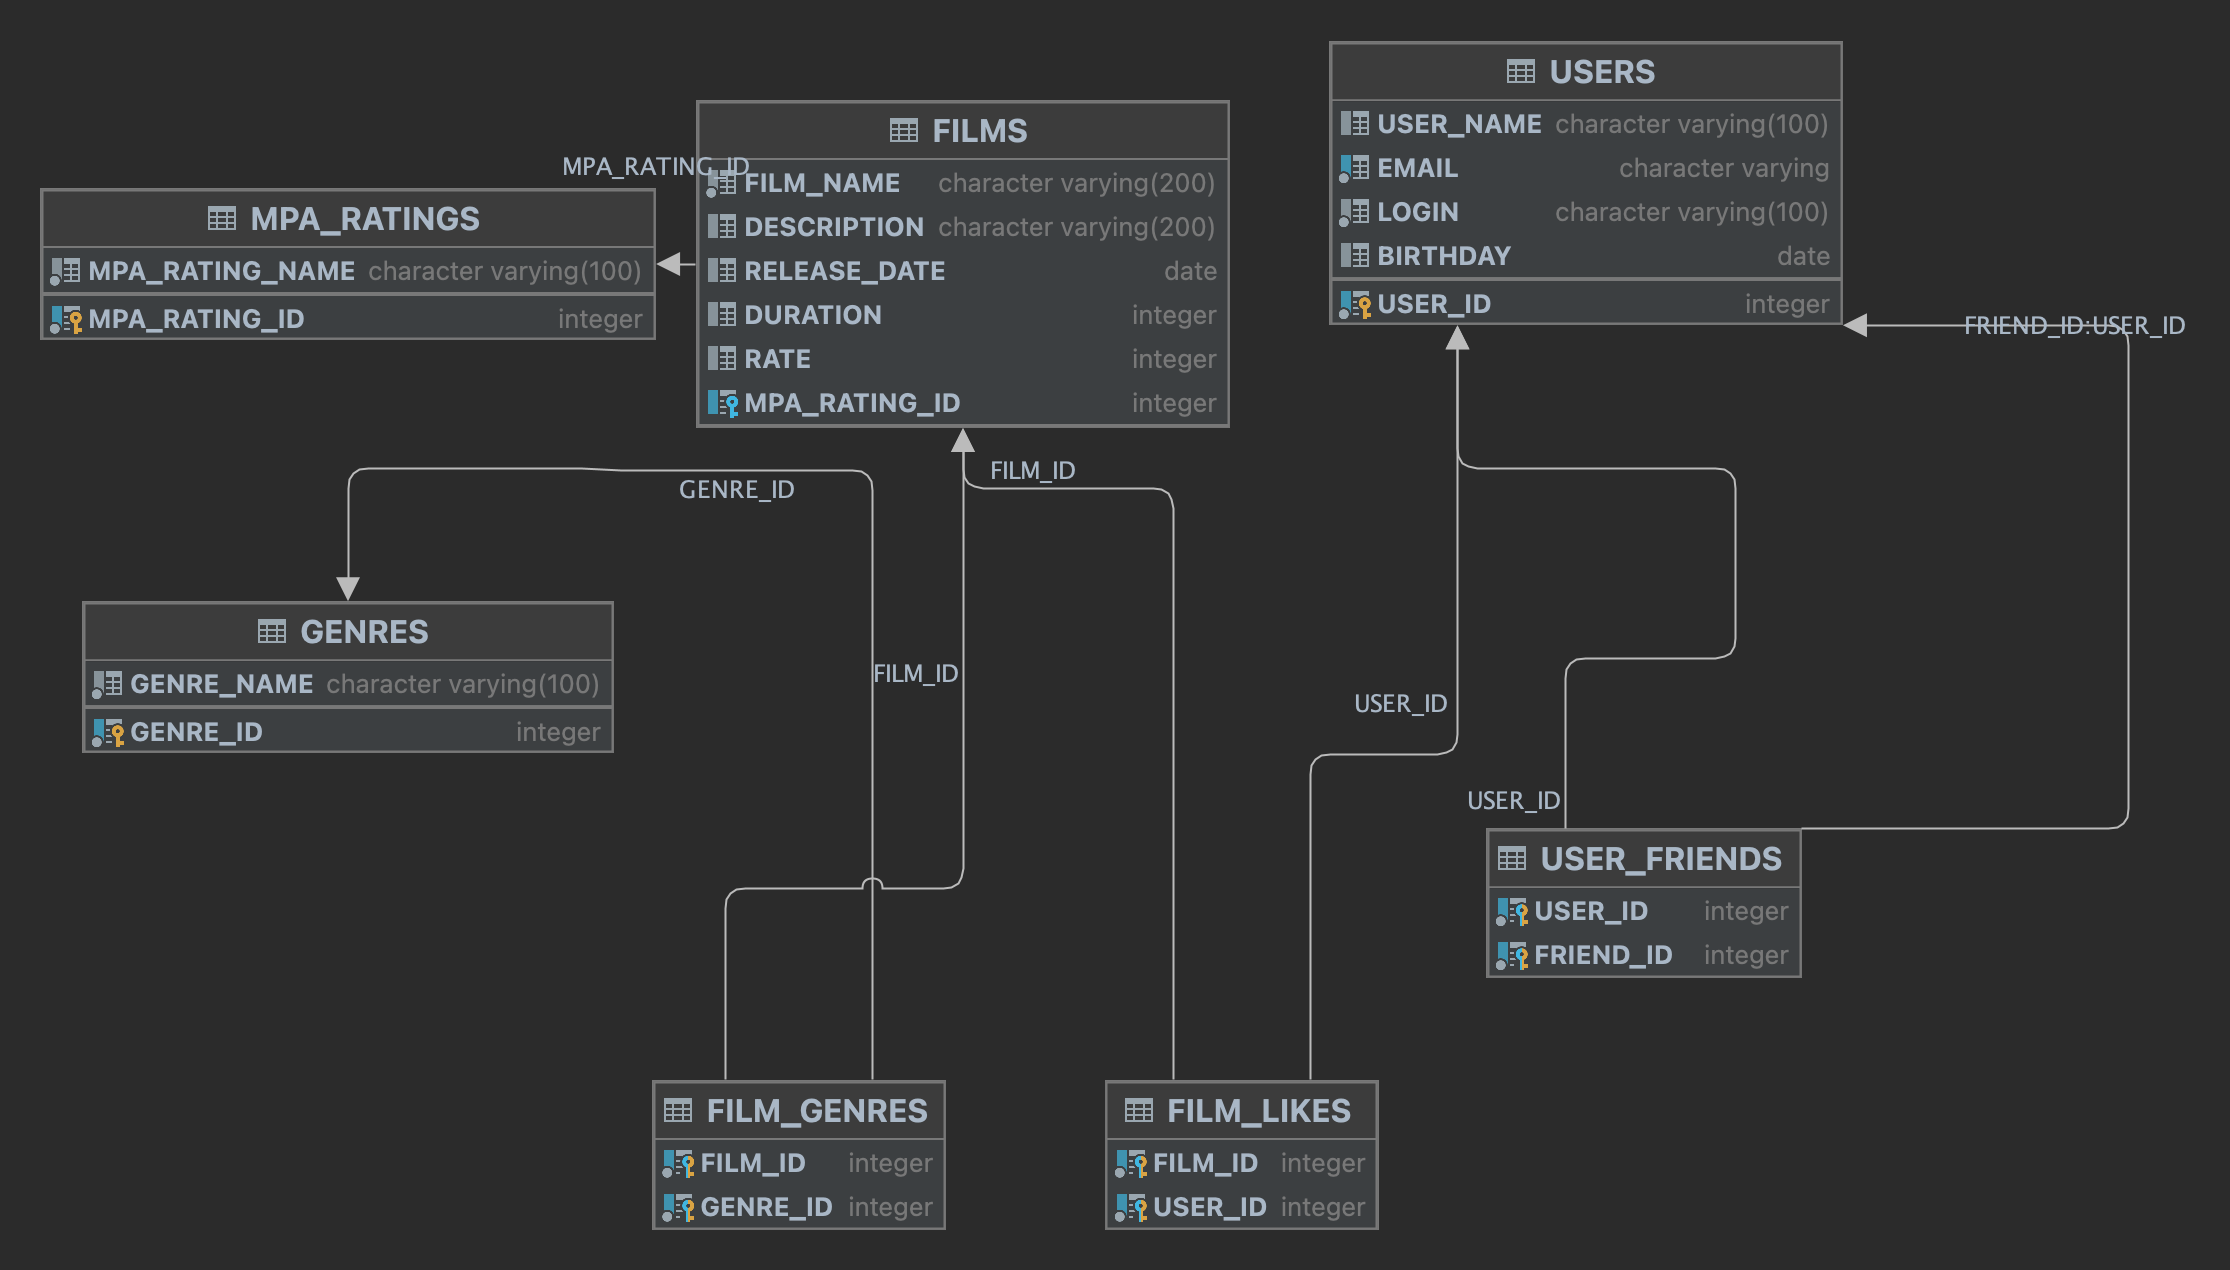 USERS
USER_NAME character varying(100)
EMAIL character varying
LOGIN character varying(100)
BIRTHDAY date
USER_ID integer
FILMS
FILM_NAME character varying(200)
DESCRIPTION character varying(200)
RELEASE_DATE date
DURATION integer
RATE integer
MPA_RATING_ID integer
MPA_RATING_ID
MPA_RATINGS
MPA_RATING_NAME character varying(100)
MPA_RATING_ID integer
FRIEND_ID:USER_ID
FILM_ID
GENRE_ID
GENRES
GENRE_NAME character varying(100)
GENRE_ID integer
FILM_ID
USER_ID
USER_ID
USER_FRIENDS
USER_ID integer
FRIEND_ID integer
FILM_GENRES
FILM_ID integer
GENRE_ID integer
FILM_LIKES
FILM_ID integer
USER_ID integer